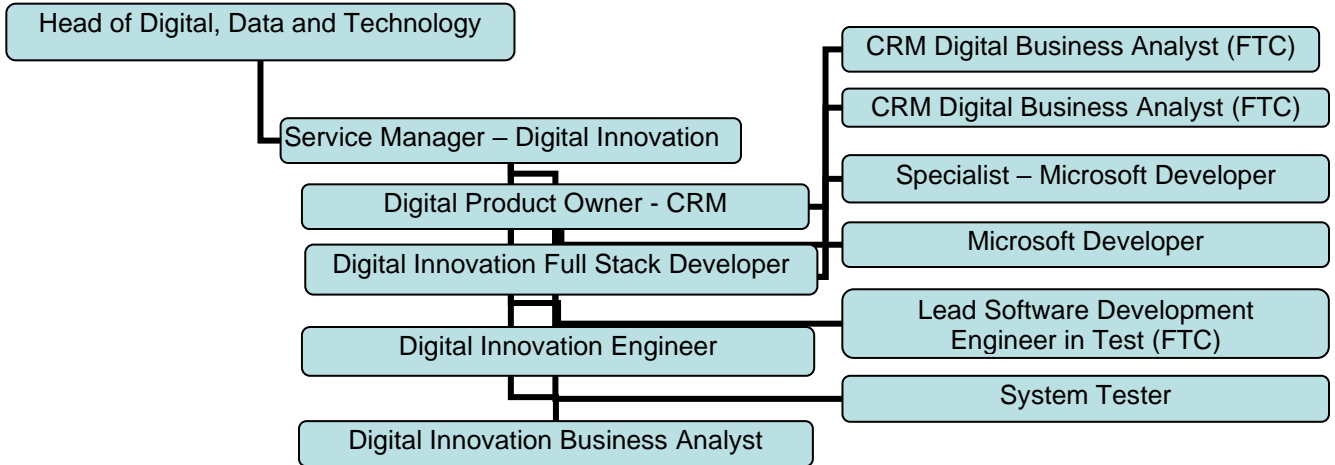 Head of Digital, Data and Technology
Service Manager – Digital Innovation
Digital Product Owner - CRM
Digital Innovation Full Stack Developer
Digital Innovation Engineer
Digital Innovation Business Analyst
CRM Digital Business Analyst (FTC)
CRM Digital Business Analyst (FTC)
Specialist – Microsoft Developer
Microsoft Developer
Lead Software Development
Engineer in Test (FTC)
System Tester